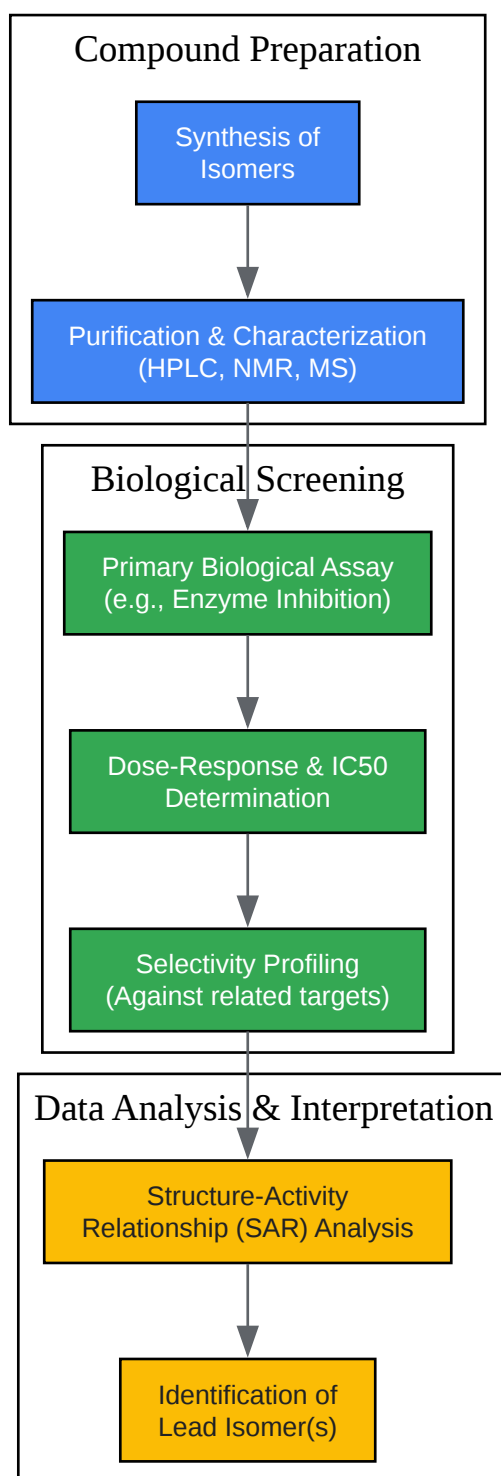 Compound Preparation
Synthesis of
Isomers
Purification & Characterization
(HPLC, NMR, MS)
Biological Screening
Primary Biological Assay
(e.g., Enzyme Inhibition)
Dose-Response & IC50
Determination
Selectivity Profiling
(Against related targets)
Data Analysis & Interpretation
Structure-Activity
Relationship (SAR) Analysis
Identification of
Lead Isomer(s)